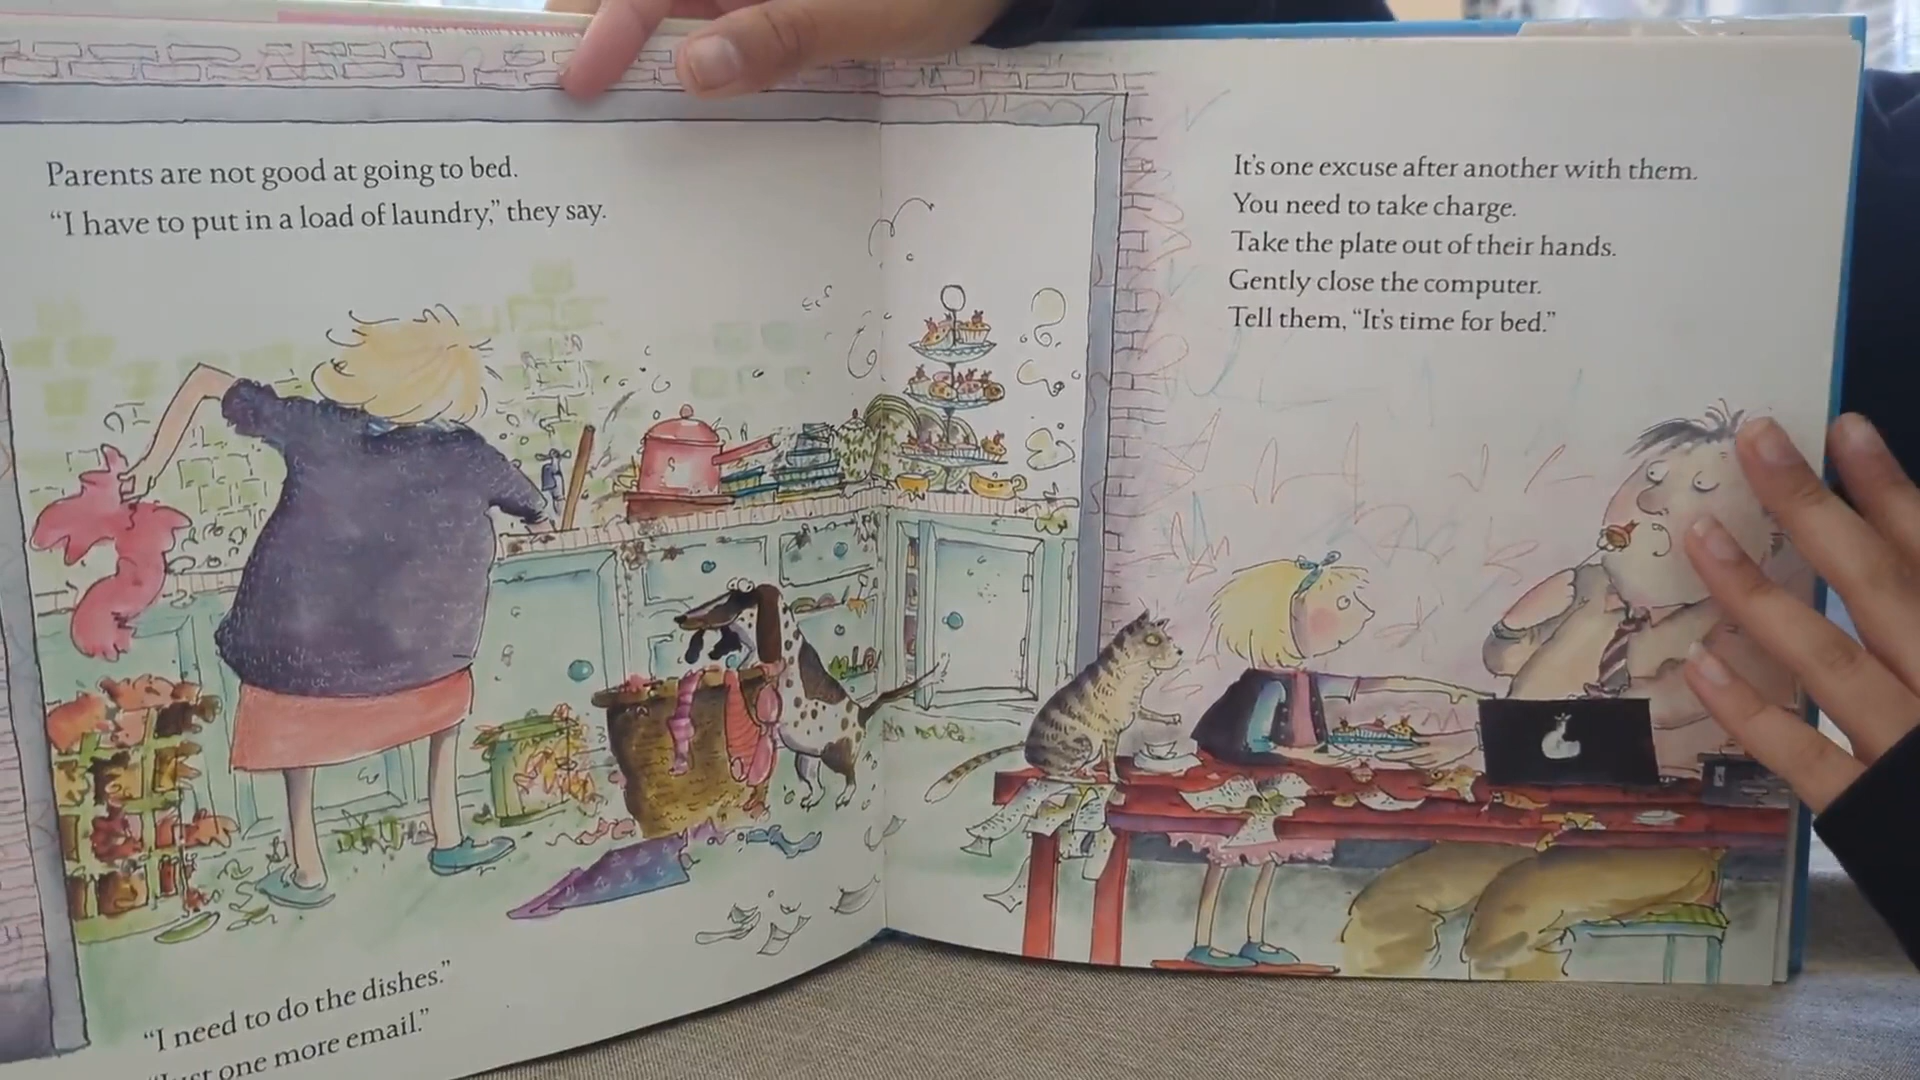 Parents are not good at going to bed.
“I have to put in a load of laundry,” they say.
“I need to do the dishes.”
one more email.”
It’s one excuse after another with them.
You need to take charge.
Take the plate out of their hands.
Gently close the computer.
Tell them, “It’s time for bed.”